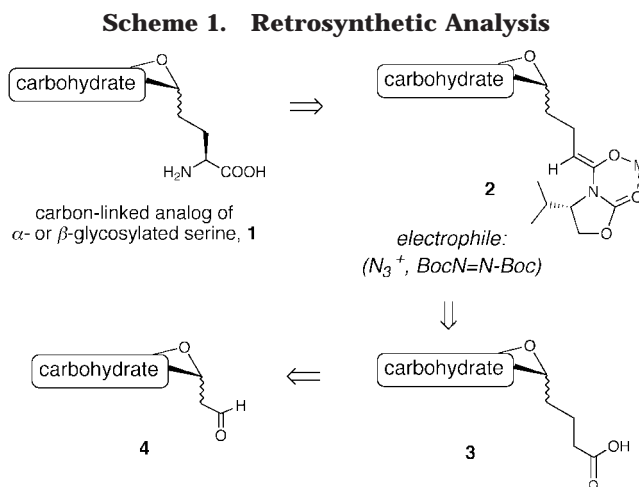 Scheme 1. Retrosynthetic Analysis
O
carbohydrate
H₂N
COOH
carbon-linked analog of
α- or β-glycosylated serine, 1
⇒
O
carbohydrate
H
O
M
N
O
O
2
electrophile:
(N₃⁺, BocN=N-Boc)
⇓
O
carbohydrate
H
O
4
⇐
O
carbohydrate
OH
O
3